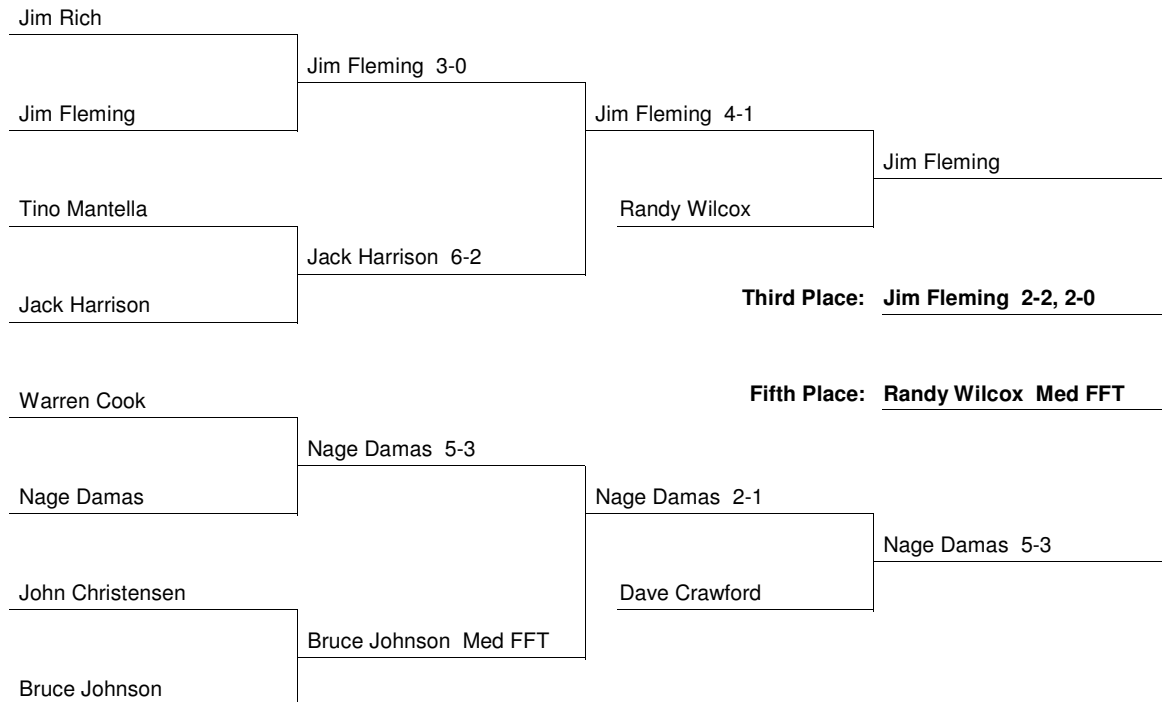 Jim Rich
Jim Fleming 3-0
Jim Fleming
Jim Fleming 4-1
Jim Fleming
Tino Mantella
Randy Wilcox
Jack Harrison 6-2
Jack Harrison
Third Place: Jim Fleming 2-2, 2-0
Warren Cook
Fifth Place: Randy Wilcox Med FFT
Nage Damas 5-3
Nage Damas
Nage Damas 2-1
Nage Damas 5-3
John Christensen
Dave Crawford
Bruce Johnson Med FFT
Bruce Johnson